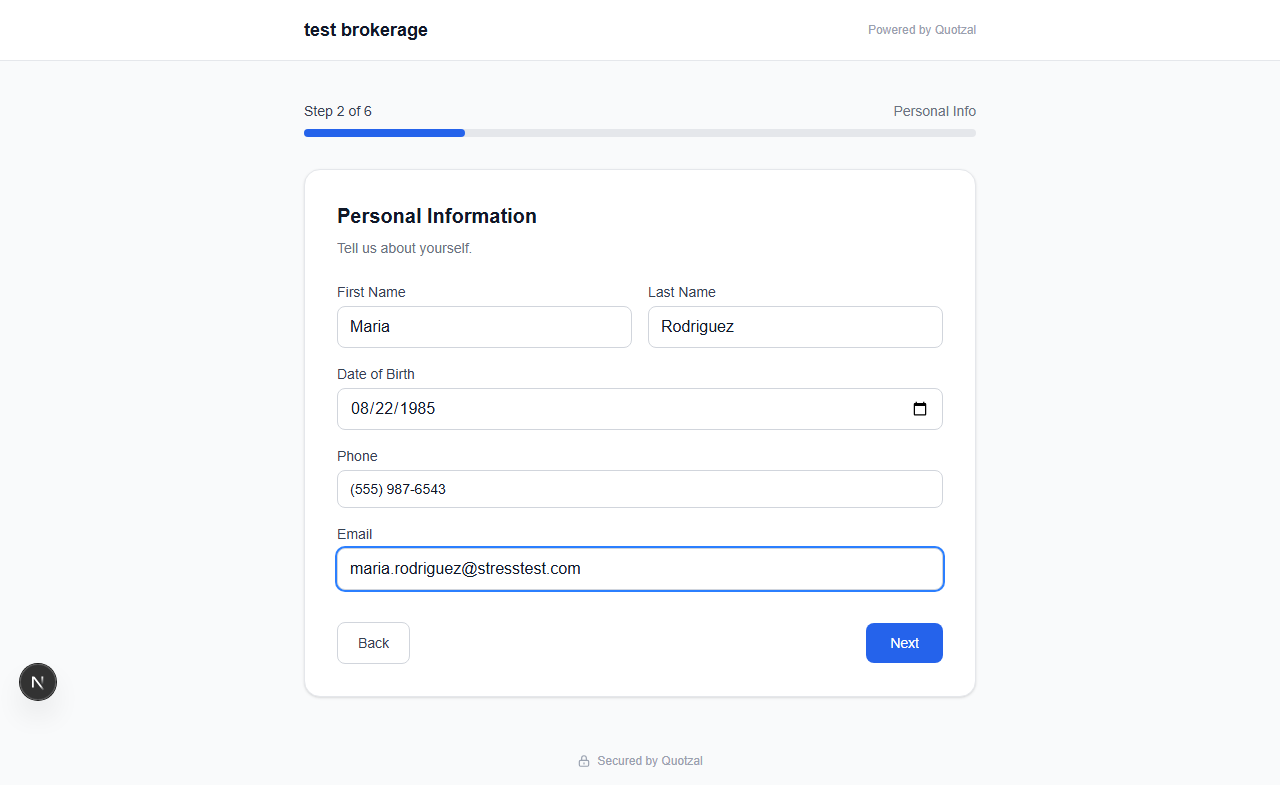 test brokerage
Powered by Quotzal
Step 2 of 6
Personal Info
Personal Information
Tell us about yourself.
First Name
Last Name
Maria
Rodriguez
Date of Birth
08/22/1985
Phone
(555) 987-6543
Email
maria.rodriguez@stresstest.com
Back
Next
N
Secured by Quotzal